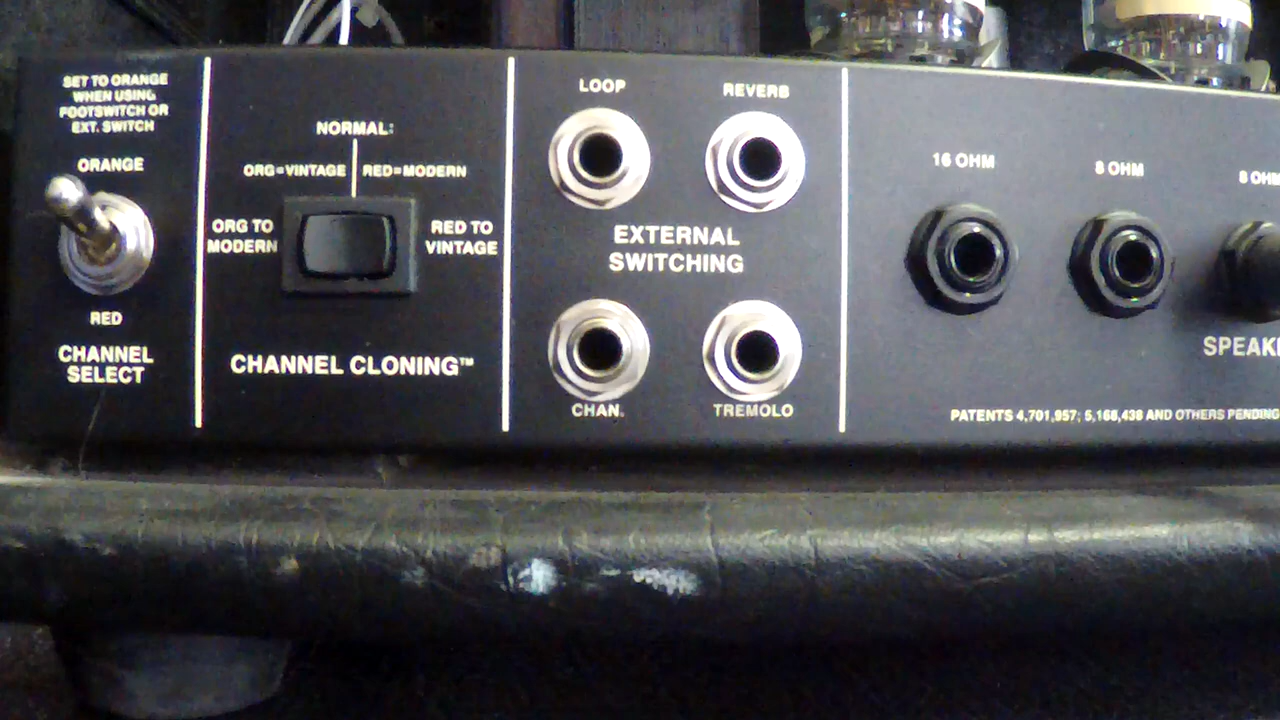 SET TO ORANGE
WHEN USING
FOOTSWITCH OR
EXT. SWITCH
ORANGE
RED
CHANNEL
SELECT
NORMAL:
ORG=VINTAGE
RED=MODERN
ORG TO
MODERN
RED TO
VINTAGE
CHANNEL CLONING™
LOOP
REVERB
EXTERNAL
SWITCHING
CHAN.
TREMOLO
16 OHM
8 OHM
8 OHM
PATENTS 4,701,957; 5,168,438 AND OTHERS PENDING